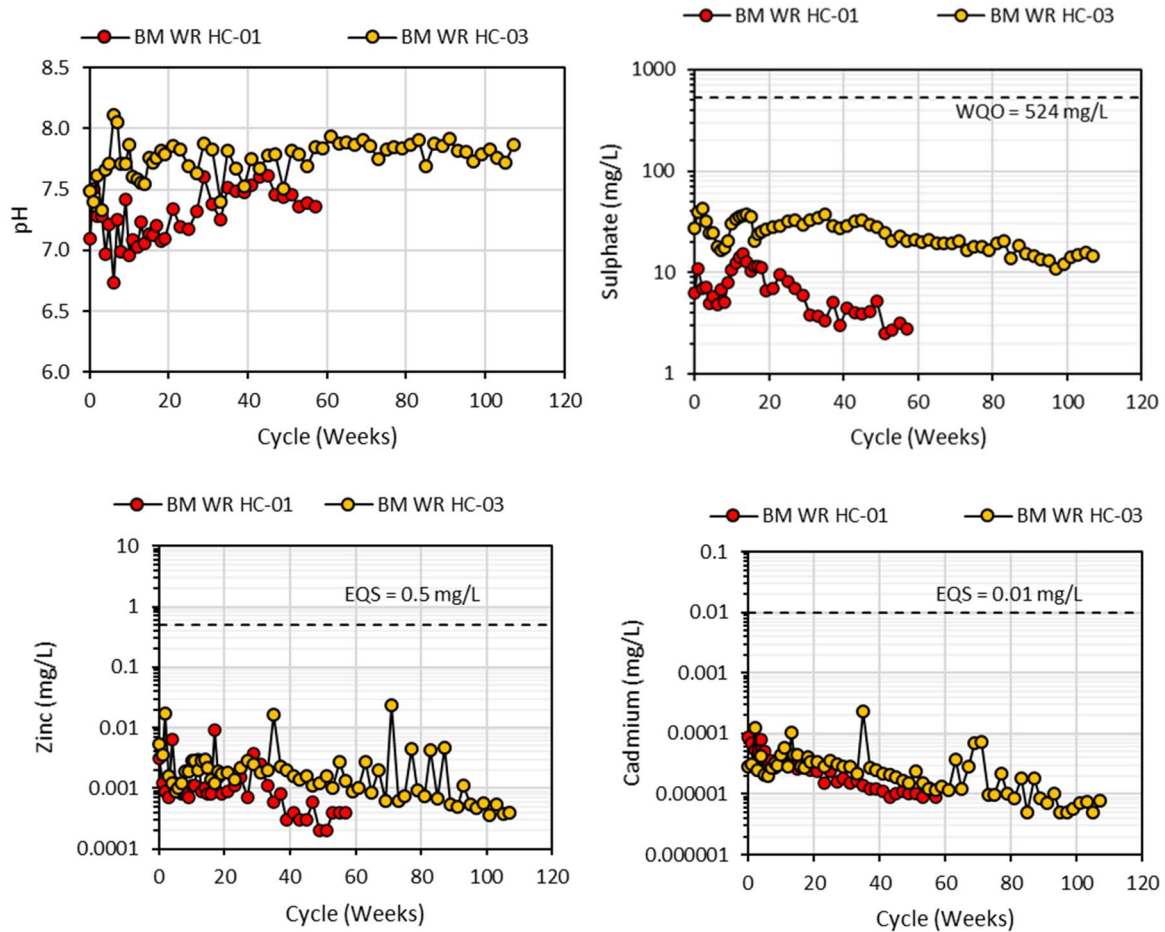 BM WR HC-01 BM WR HC-03
8.5
8.0
7.5
7.0
6.5
6.0
pH
0 20 40 60 80 100 120
Cycle (Weeks)
BM WR HC-01 BM WR HC-03
1000
100
10
1
Sulphate (mg/L)
WQO = 524 mg/L
0 20 40 60 80 100 120
Cycle (Weeks)
BM WR HC-01 BM WR HC-03
10
1
0.1
0.01
0.001
0.0001
Zinc (mg/L)
EQS = 0.5 mg/L
0 20 40 60 80 100 120
Cycle (Weeks)
BM WR HC-01 BM WR HC-03
0.1
0.01
0.001
0.0001
0.00001
0.000001
Cadmium (mg/L)
EQS = 0.01 mg/L
0 20 40 60 80 100 120
Cycle (Weeks)